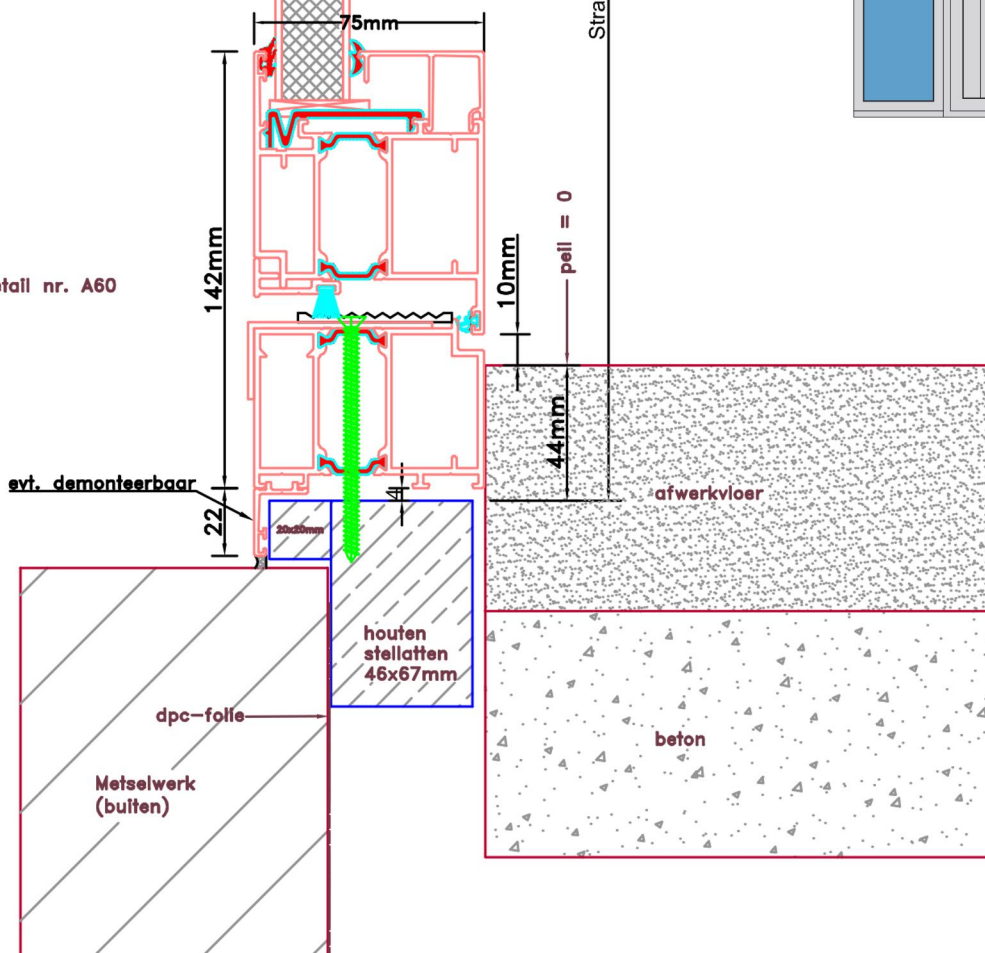 75mm
Stra
142mm
peil = 0
10mm
tail nr. A60
44mm
evt. demonteerbaar
4
afwerkvloer
22
20x20mm
houten
stellatten
46x67mm
dpc-folie
beton
Metselwerk
(buiten)